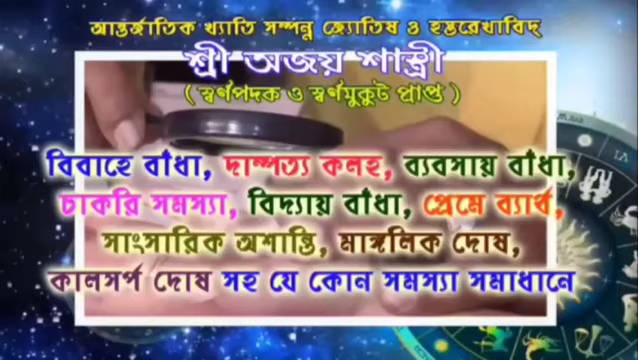 আন্তর্জাতিক খ্যাতি সম্পন্ন জ্যোতিষ ও হস্তরেখাবিদ্
শ্রী অজয় শাস্ত্রী
( স্বর্ণপদক ও স্বর্ণমুকুট প্রাপ্ত )
বিবাহে বাঁধা, দাম্পত্য কলহ, ব্যবসায় বাঁধা,
চাকরি সমস্যা, বিদ্যায় বাঁধা, প্রেমে ব্যার্থ,
সাংসারিক অশান্তি, মাঙ্গলিক দোষ,
কালসর্প দোষ সহ যে কোন সমস্যা সমাধানে